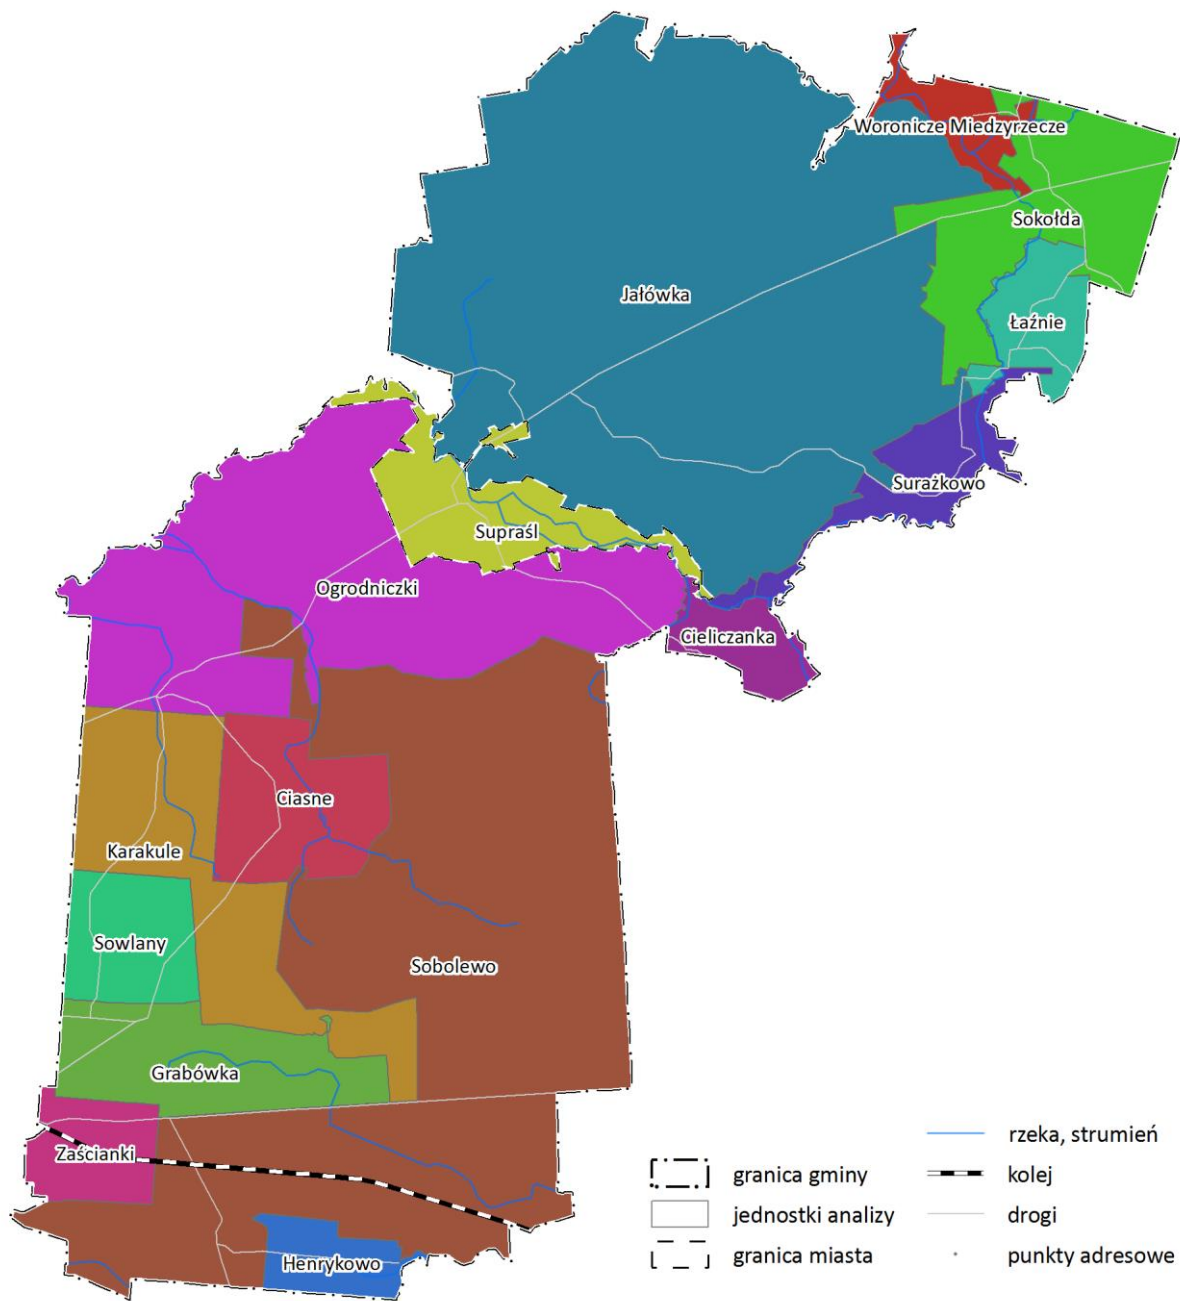 Woronicze Miedzyrzecze
Sokołda
Jałówka
Łaźnie
Surażkowo
Supraśl
Ogrodniczki
Cieliczanka
Ciasne
Karakule
Sowlany
Sobolewo
Grabówka
Zaścianki
Henrykowo
granica gminy
jednostki analizy
granica miasta
rzeka, strumień
kolej
drogi
punkty adresowe